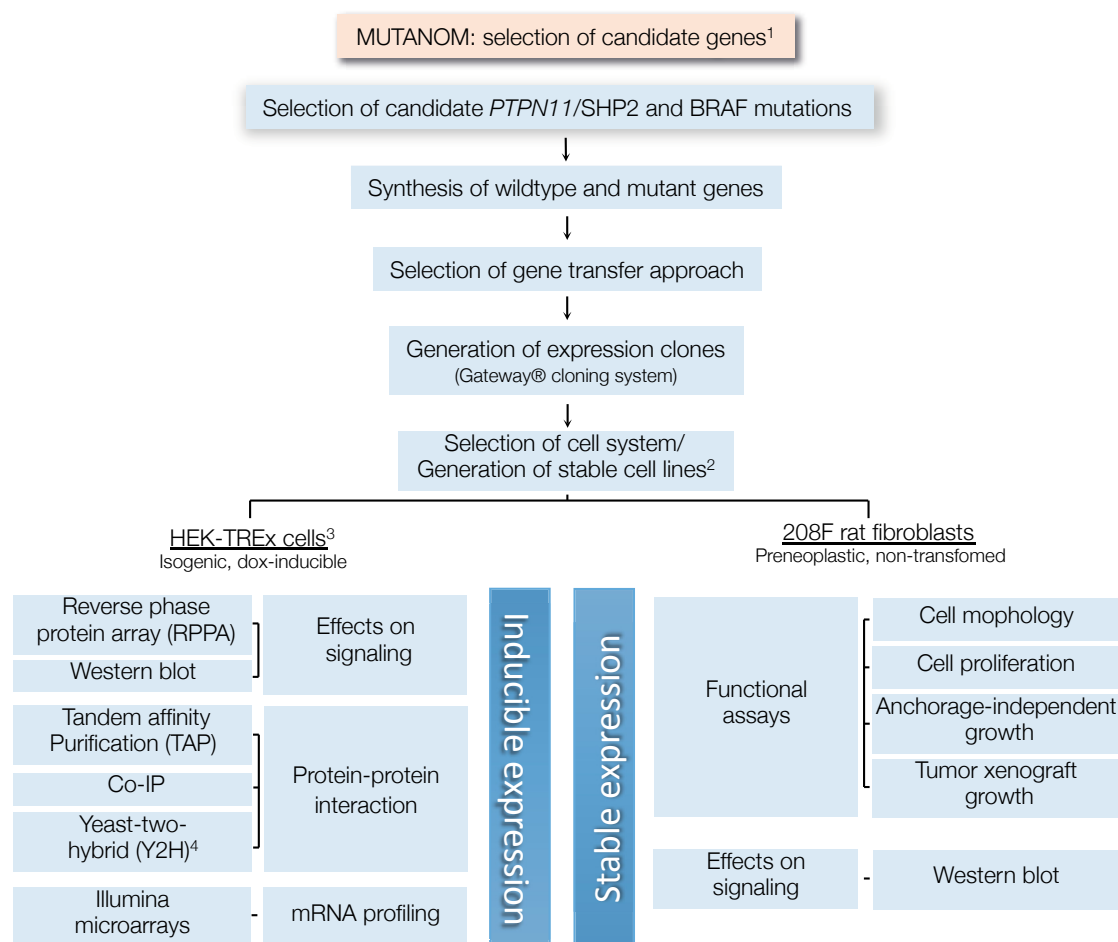 MUTANOM: selection of candidate genes¹
Selection of candidate PTPN11/SHP2 and BRAF mutations
Synthesis of wildtype and mutant genes
Selection of gene transfer approach
Generation of expression clones
(Gateway® cloning system)
Selection of cell system/
Generation of stable cell lines²
HEK-TREx cells³
Isogenic, dox-inducible
Reverse phase
protein array (RPPA)
Western blot
Effects on
signaling
Tandem affinity
Purification (TAP)
Co-IP
Yeast-two-
hybrid (Y2H)⁴
Protein-protein
interaction
Illumina
microarrays
mRNA profiling
Inducible expression
Stable expression
208F rat fibroblasts
Preneoplastic, non-transfomed
Functional
assays
Cell mophology
Cell proliferation
Anchorage-independent
growth
Tumor xenograft
growth
Effects on
signaling
Western blot